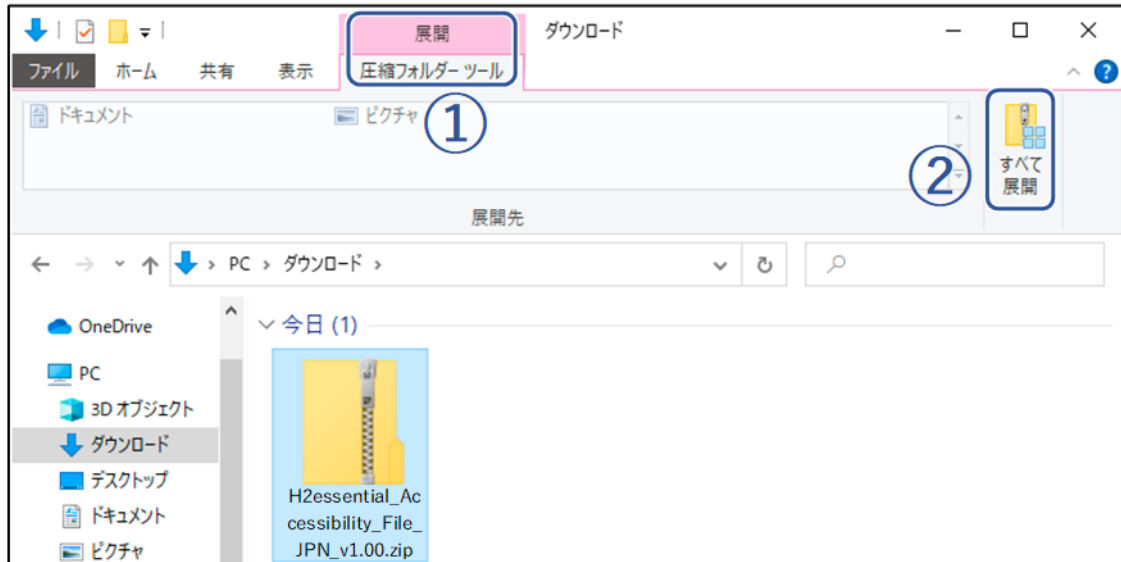 展開
ダウンロード
ファイル
ホーム
共有
表示
圧縮フォルダー ツール
?
ドキュメント
ピクチャ
①
②
すべて
展開
展開先
PC › ダウンロード ›
OneDrive
今日 (1)
PC
3D オブジェクト
ダウンロード
デスクトップ
ドキュメント
ピクチャ
H2essential_Ac
cessibility_File_
JPN_v1.00.zip